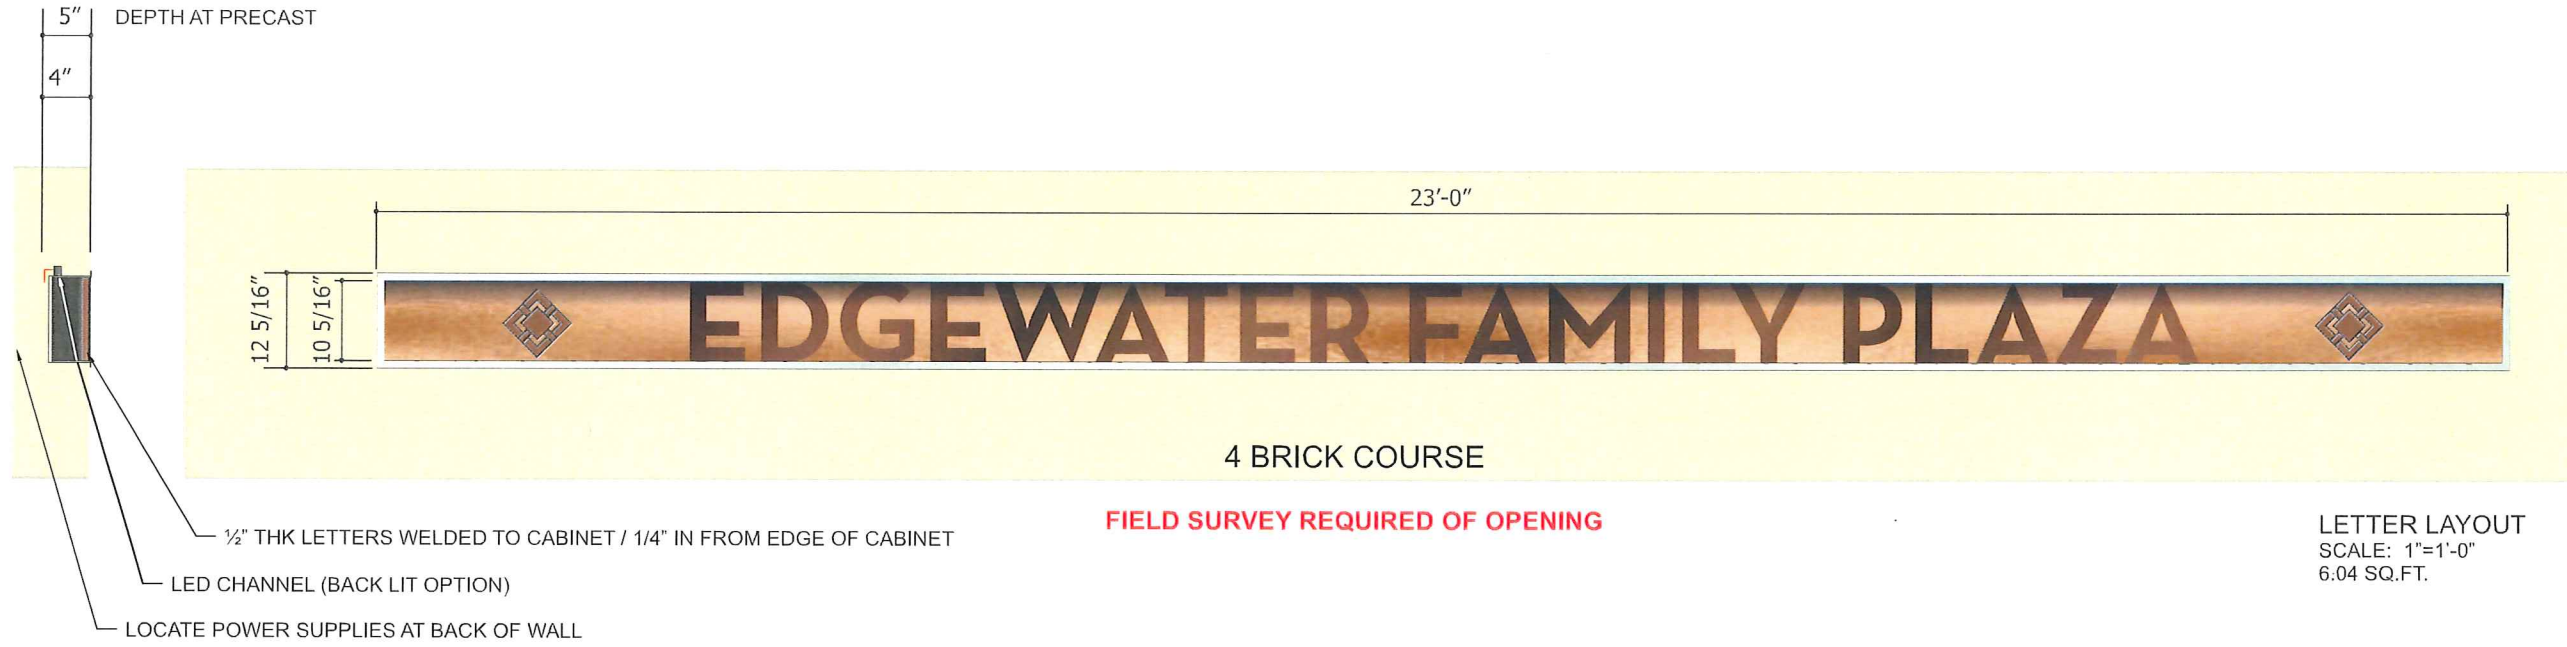 5″ DEPTH AT PRECAST
4″
23′-0″
12 5/16″
10 5/16″
EDGEWATER FAMILY PLAZA
4 BRICK COURSE
FIELD SURVEY REQUIRED OF OPENING
½" THK LETTERS WELDED TO CABINET / 1/4" IN FROM EDGE OF CABINET
LED CHANNEL (BACK LIT OPTION)
LOCATE POWER SUPPLIES AT BACK OF WALL
LETTER LAYOUT
SCALE: 1"=1'-0"
6.04 SQ.FT.